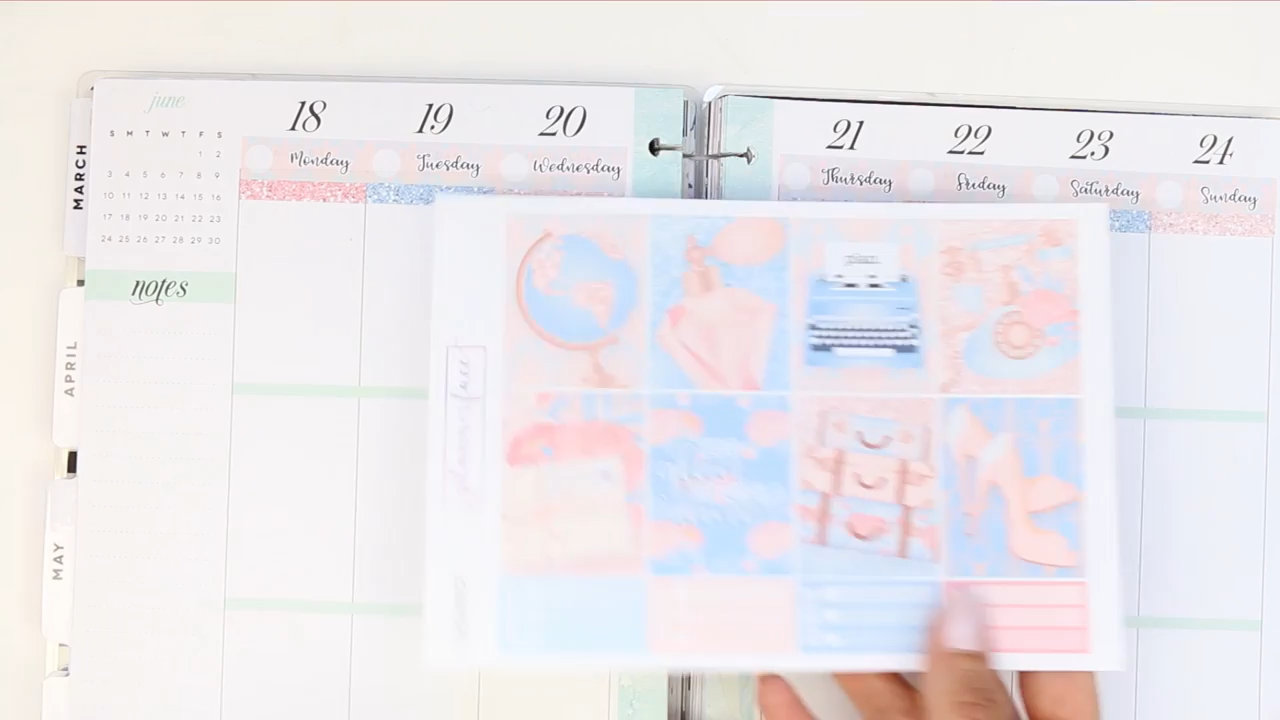 june
S M T W T F S
1 2
3 4 5 6 7 8 9
10 11 12 13 14 15 16
17 18 19 20 21 22 23
24 25 26 27 28 29 30
notes
MARCH
APRIL
MAY
18 19 20
Monday Tuesday Wednesday
21 22 23 24
Thursday Friday Saturday Sunday
plan